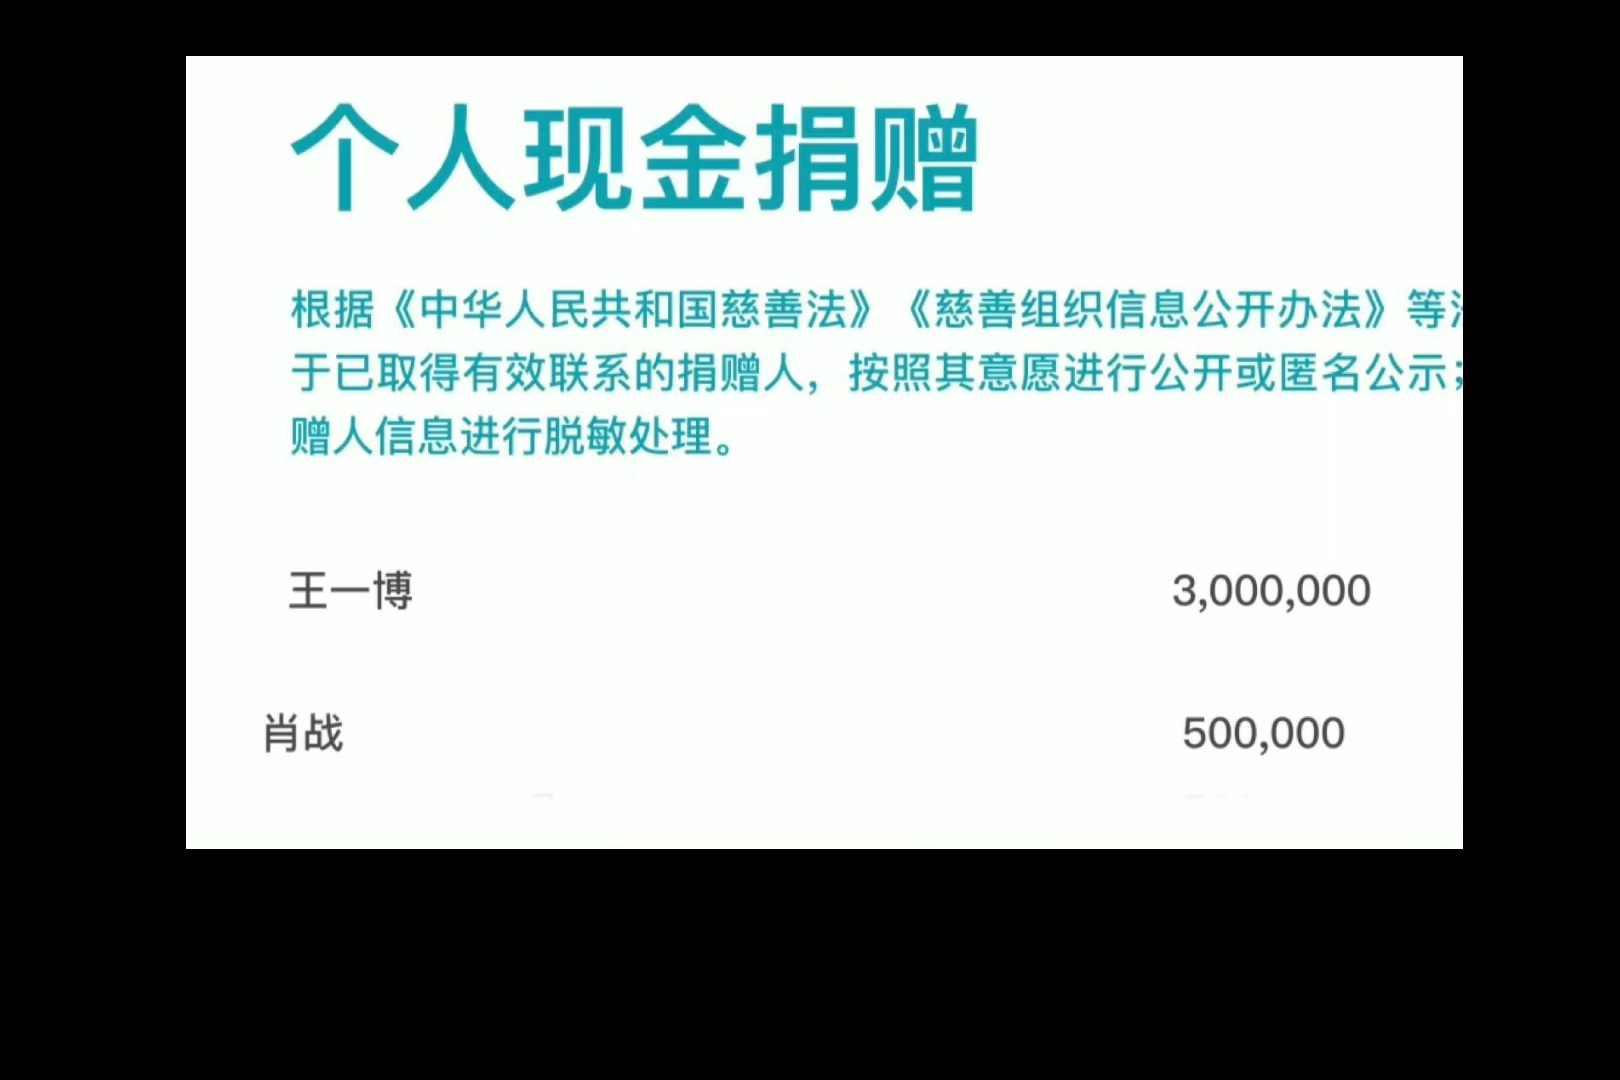 个人现金捐赠
根据《中华人民共和国慈善法》《慈善组织信息公开办法》等
于已取得有效联系的捐赠人，按照其意愿进行公开或匿名公示；
赠人信息进行脱敏处理。
王一博 3,000,000
肖战 500,000